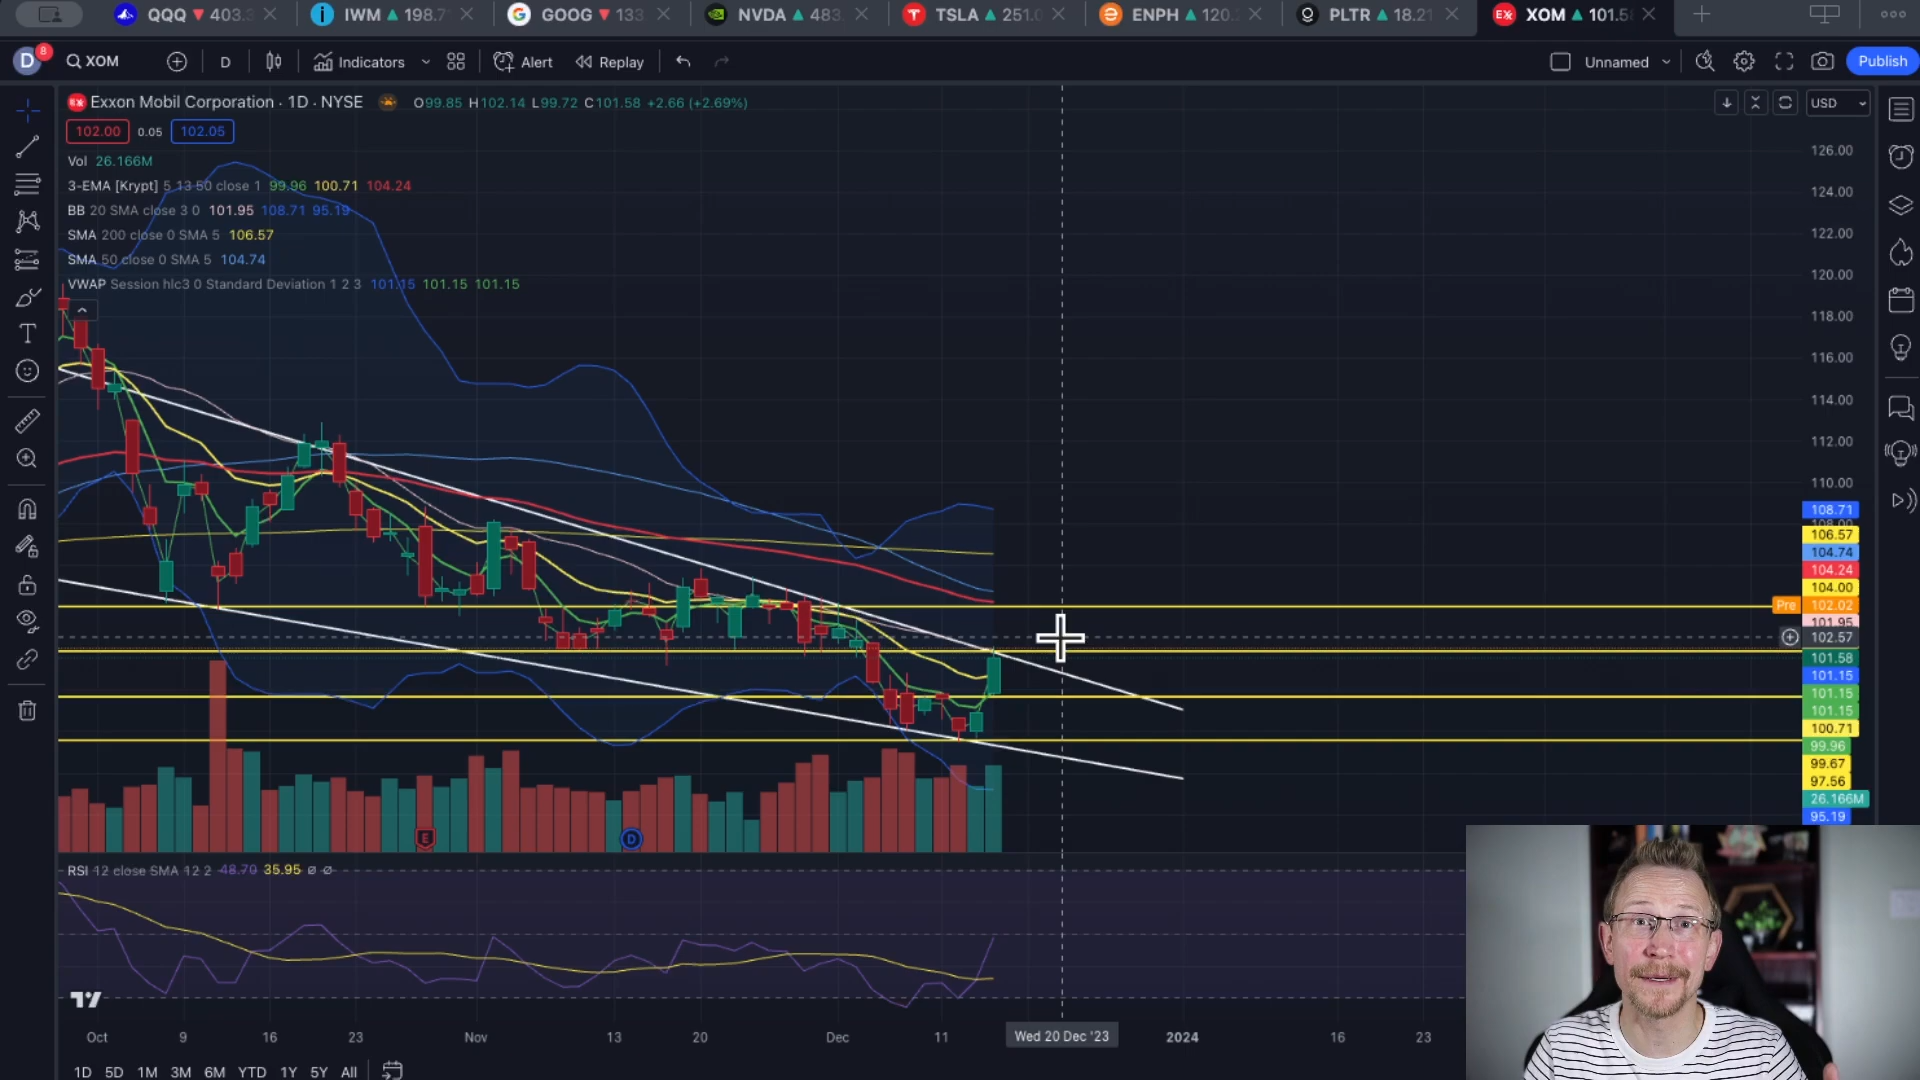 QQQ 403.3 IWM 198.7 GOOG 133. NVDA 483. TSLA 251.0 ENPH 120. PLTR 18.21 XOM 101.58
D 8 XOM D Indicators Alert Replay Unnamed Publish
Exxon Mobil Corporation · 1D · NYSE O99.85 H102.14 L99.72 C101.58 +2.66 (+2.69%) USD
102.00 0.05 102.05
Vol 26.166M
3-EMA [Krypt] 5 13 50 close 1 99.96 100.71 104.24
BB 20 SMA close 3 0 101.95 108.71 95.19
SMA 200 close 0 SMA 5 106.57
SMA 50 close 0 SMA 5 104.74
VWAP Session hlc3 0 Standard Deviation 1 2 3 101.15 101.15 101.15
126.00
124.00
122.00
120.00
118.00
116.00
114.00
112.00
110.00
108.71
108.00
106.57
104.74
104.24
104.00
Pre 102.02
101.95
102.57
101.58
101.15
101.15
101.15
100.71
99.96
99.67
97.56
26.166M
95.19
E D
RSI 12 close SMA 12 2 48.70 35.95 ∅ ∅
Oct 9 16 23 Nov 13 20 Dec 11 Wed 20 Dec '23 2024 16 23
1D 5D 1M 3M 6M YTD 1Y 5Y All